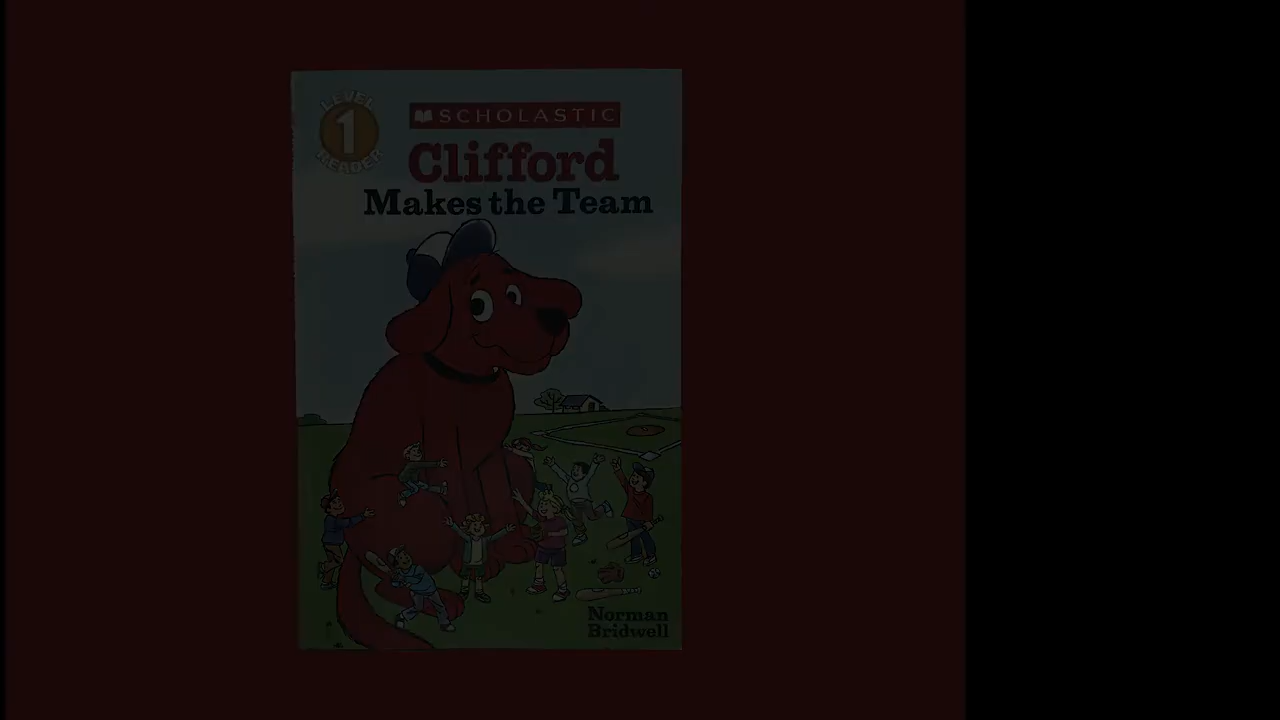 LEVEL
1
READER
SCHOLASTIC
Clifford
Makes the Team
Norman
Bridwell